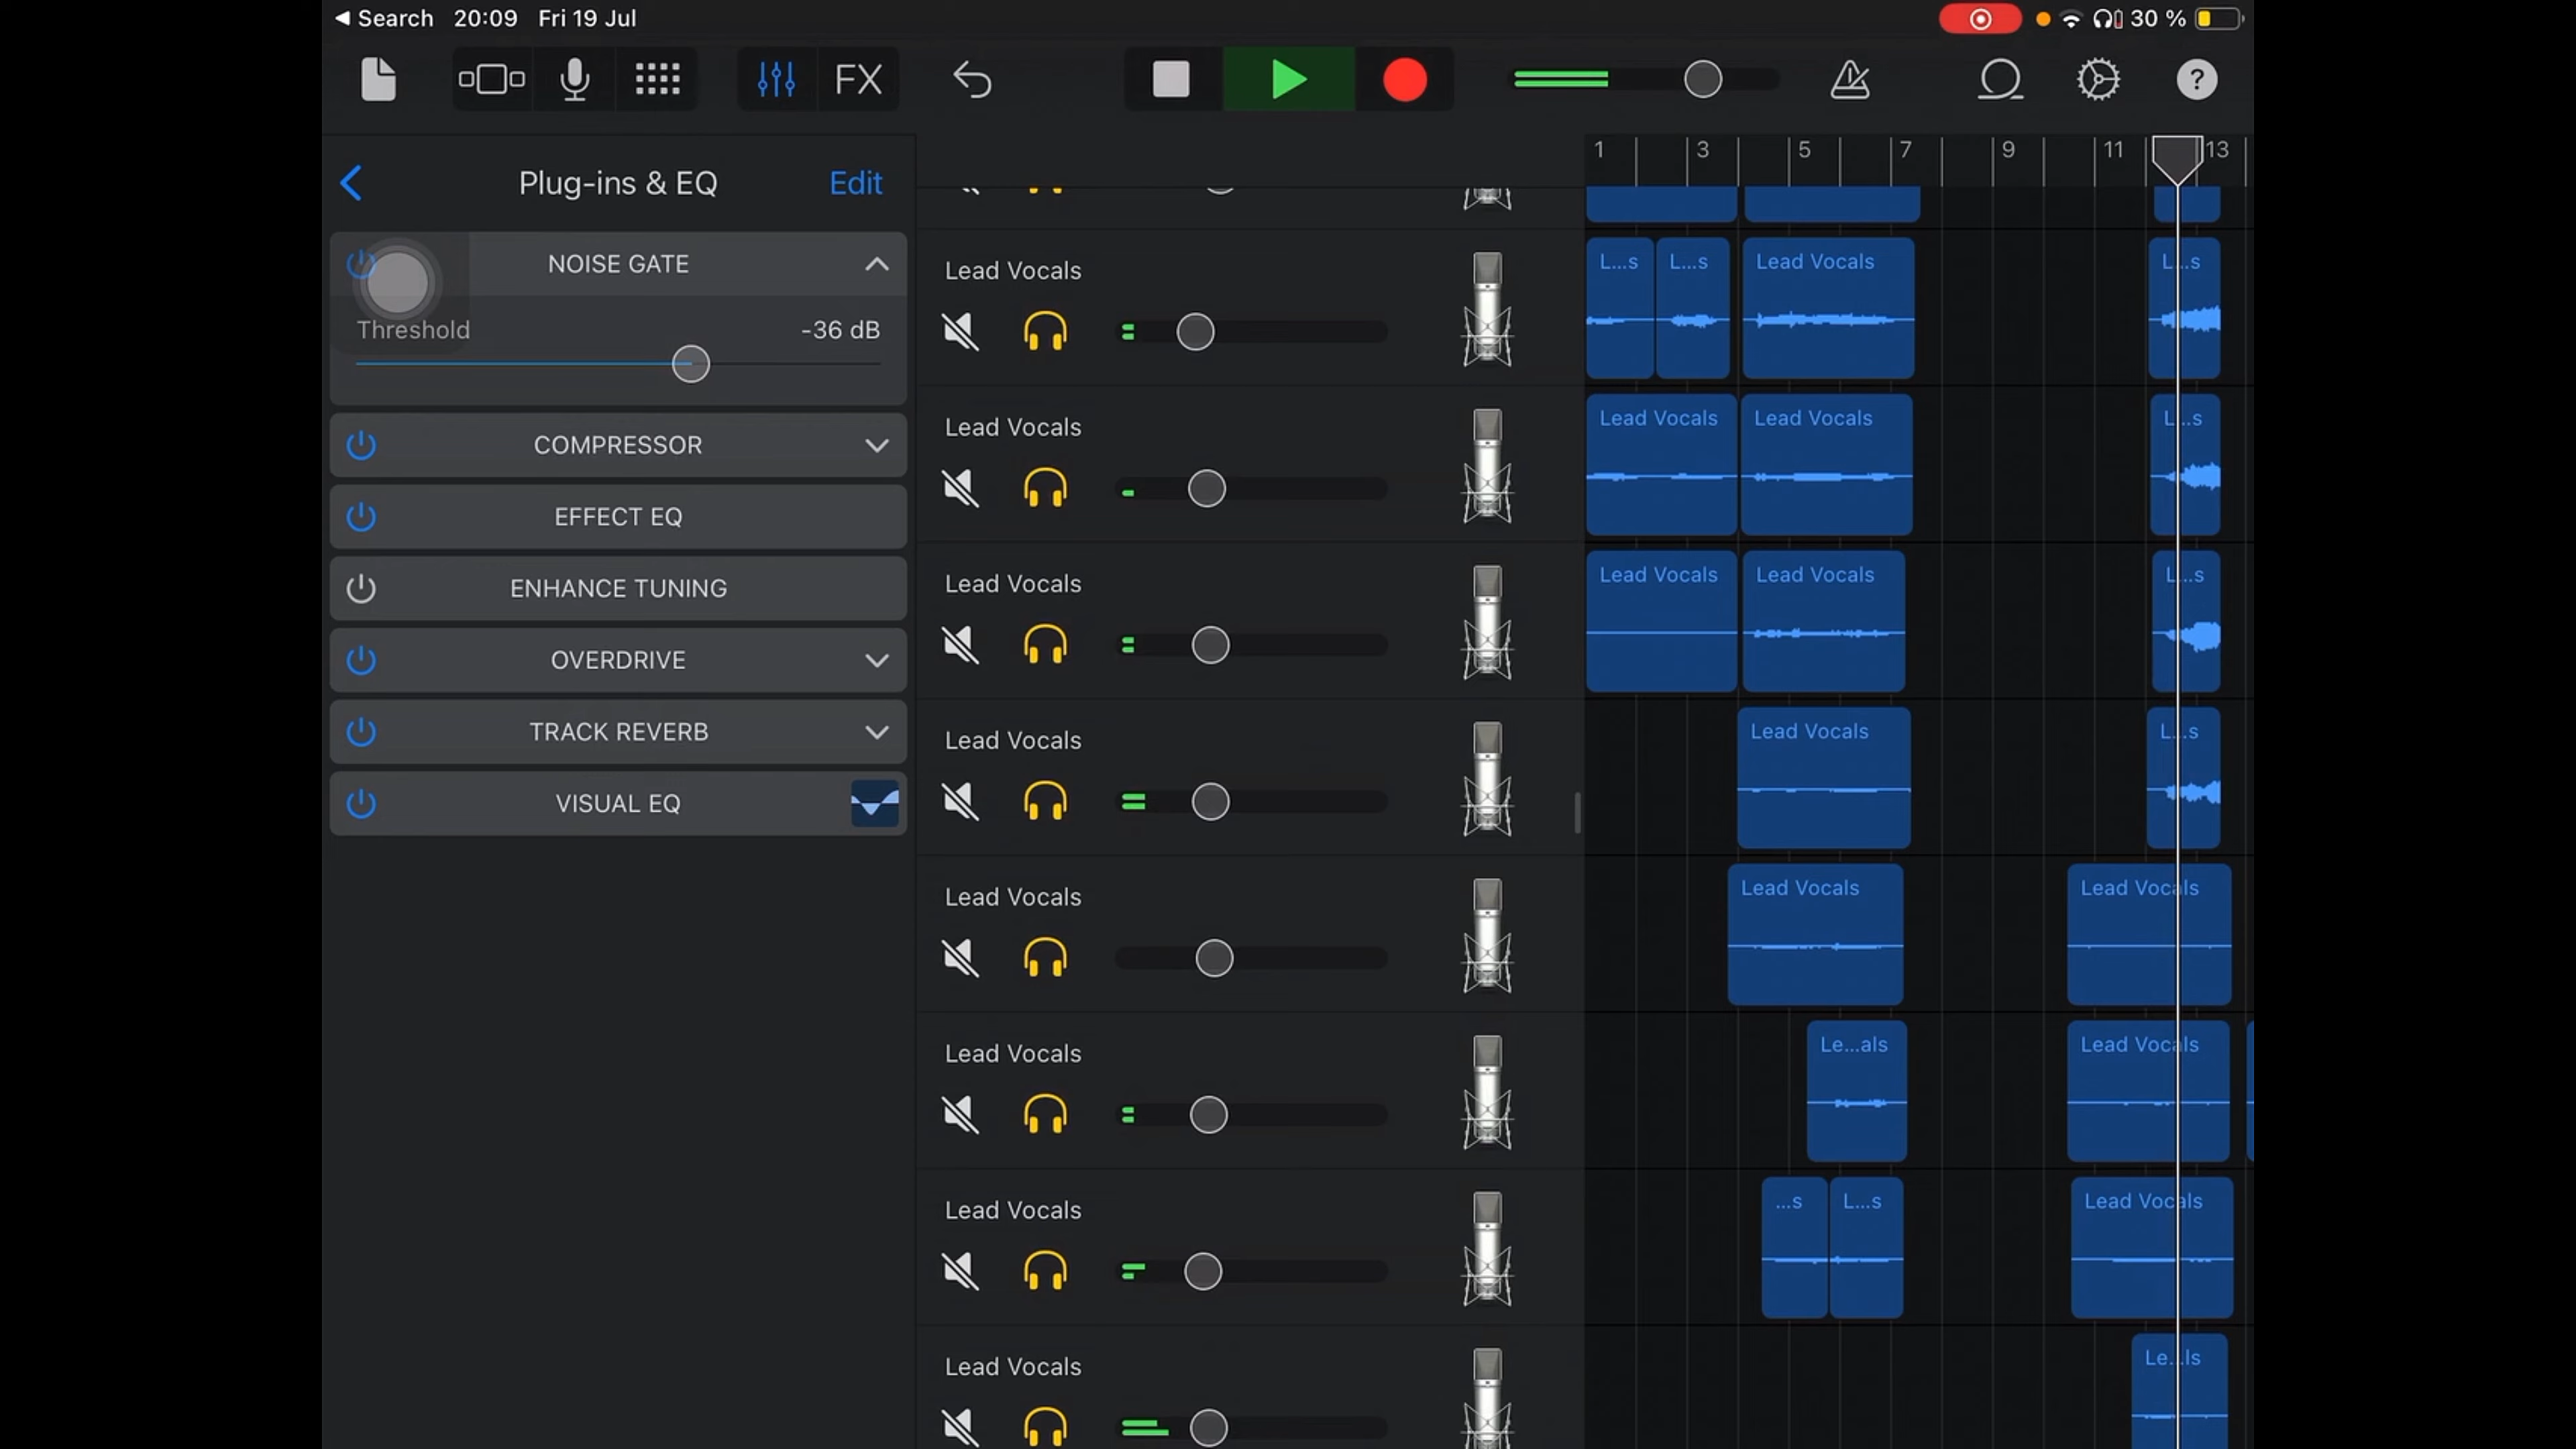 Search 20:09 Fri 19 Jul 30 %
FX
?
Plug-ins & EQ Edit
1 3 5 7 9 11 13
NOISE GATE
Threshold -36 dB
COMPRESSOR
EFFECT EQ
ENHANCE TUNING
OVERDRIVE
TRACK REVERB
VISUAL EQ
Lead Vocals
L...s L...s Lead Vocals L...s
Lead Vocals
Lead Vocals Lead Vocals L...s
Lead Vocals
Lead Vocals Lead Vocals L...s
Lead Vocals
Lead Vocals L...s
Lead Vocals
Lead Vocals Lead Vocals
Lead Vocals
Le...als Lead Vocals
Lead Vocals
...s L...s Lead Vocals
Lead Vocals
Le...ls